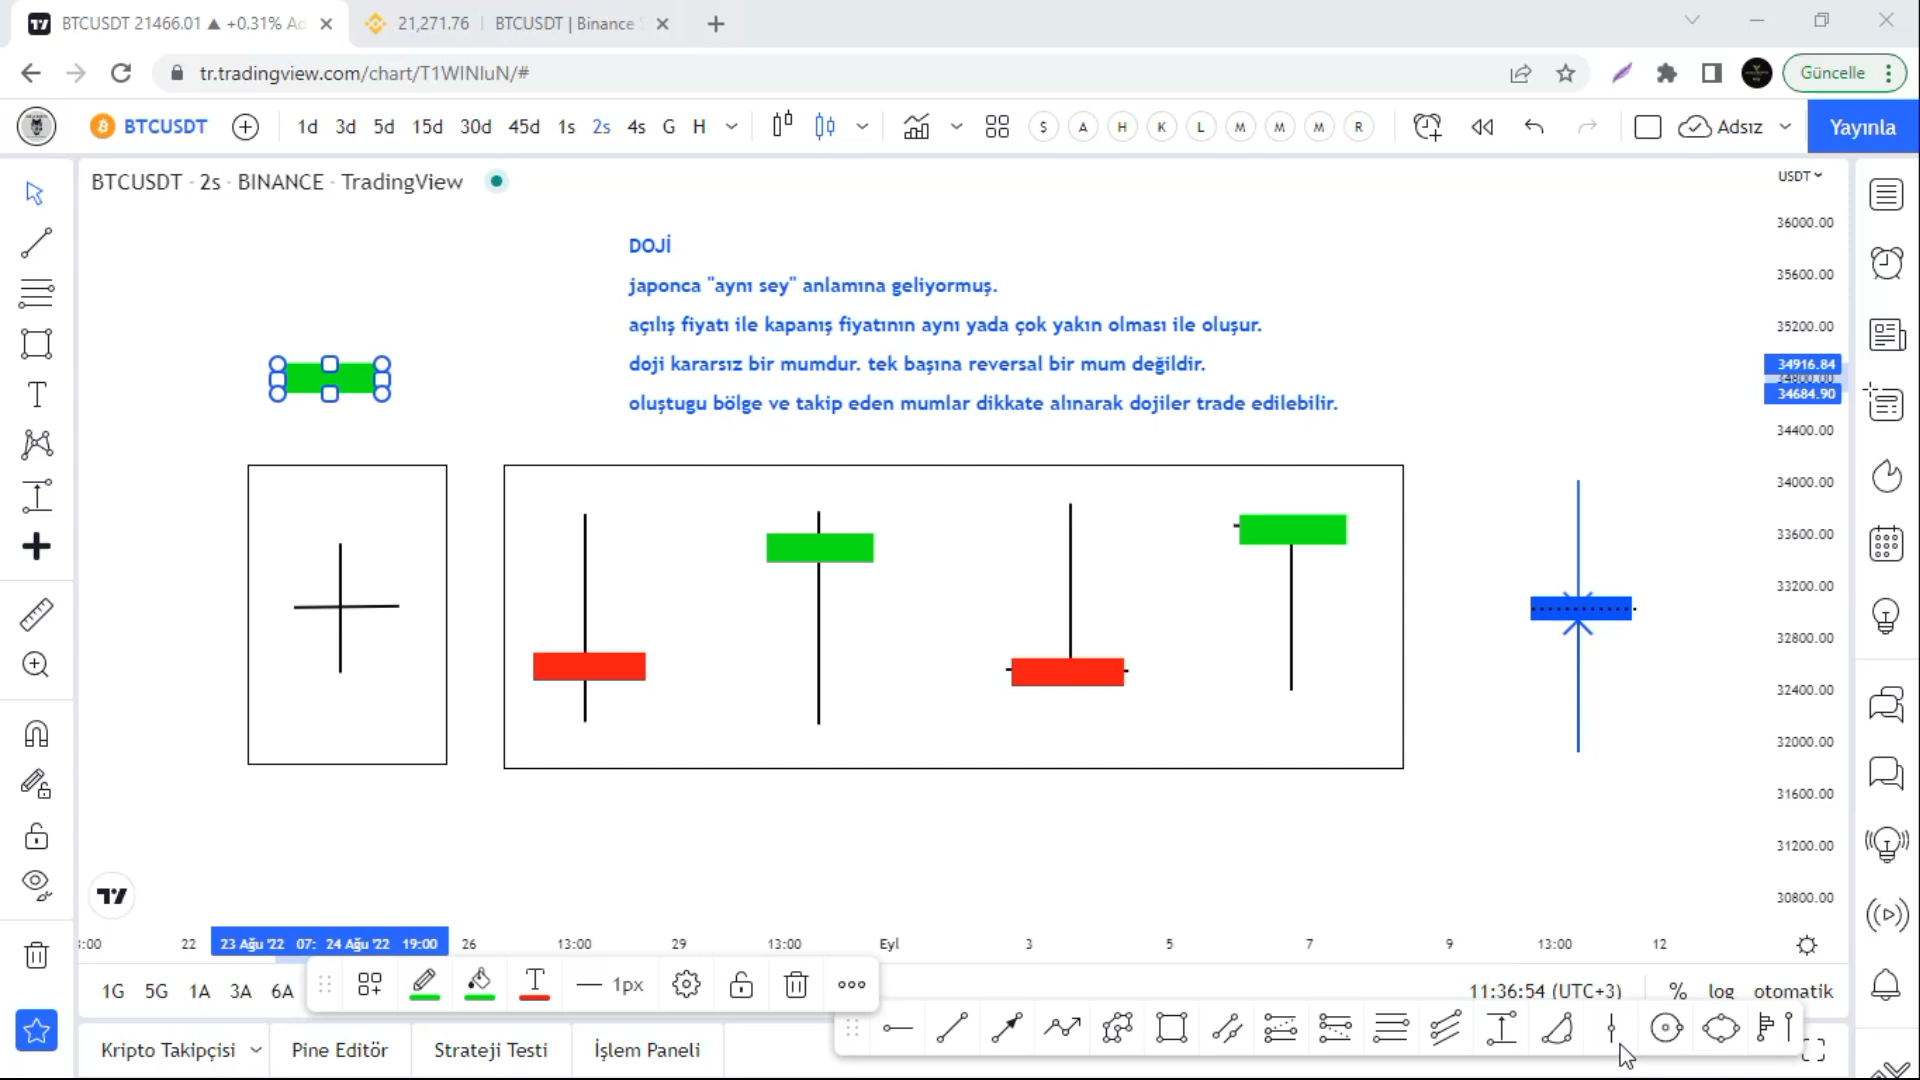 BTCUSDT 21466.01 ▲ +0.31% Ad
21,271.76 | BTCUSDT | Binance
tr.tradingview.com/chart/T1WINIuN/#
Güncelle
BTCUSDT
1d 3d 5d 15d 30d 45d 1s 2s 4s G H
$ A H K L M M M R
Adsız
Yayınla
BTCUSDT · 2s · BINANCE · TradingView
USDT
DOJİ
japonca "aynı sey" anlamına geliyormuş.
açılış fiyatı ile kapanış fiyatının aynı yada çok yakın olması ile oluşur.
doji kararsız bir mumdur. tek başına reversal bir mum değildir.
oluştugu bölge ve takip eden mumlar dikkate alınarak dojiler trade edilebilir.
36000.00
35600.00
35200.00
34916.84
34800.00
34684.90
34400.00
34000.00
33600.00
33200.00
32800.00
32400.00
32000.00
31600.00
31200.00
30800.00
:00 22 23 Ağu '22 07: 24 Ağu '22 19:00 26 13:00 29 13:00 Eyl 3 5 7 9 13:00 12
1G 5G 1A 3A 6A
1px
11:36:54 (UTC+3) % log otomatik
Kripto Takipçisi Pine Editör Strateji Testi İşlem Paneli